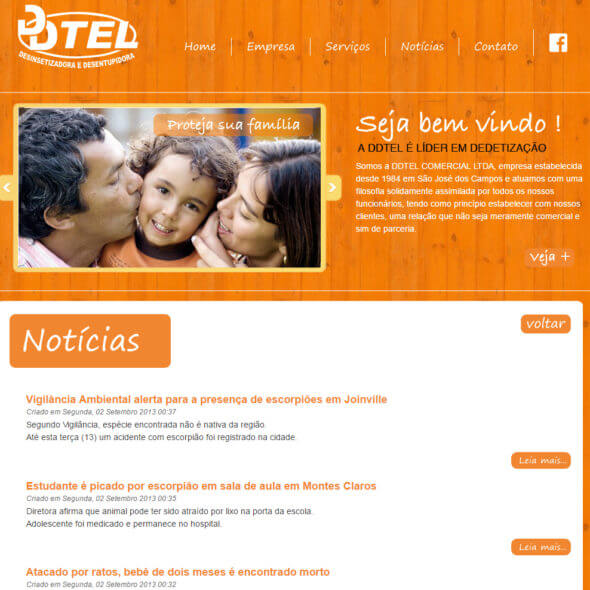 DDTEL
DESINSETIZADORA E DESENTUPIDORA
Home
Empresa
Serviços
Notícias
Contato
Proteja sua família
Seja bem vindo !
A DDTEL É LÍDER EM DEDETIZAÇÃO
Somos a DDTEL COMERCIAL LTDA, empresa estabelecida
desde 1984 em São José dos Campos e atuamos com uma
filosofia solidamente assimilada por todos os nossos
funcionários, tendo como princípio estabelecer com nossos
clientes, uma relação que não seja meramente comercial e
sim de parceria.
Veja +
Notícias
voltar
Vigilância Ambiental alerta para a presença de escorpiões em Joinville
Criado em Segunda, 02 Setembro 2013 00:37
Segundo Vigilância, espécie encontrada não é nativa da região.
Até esta terça (13) um acidente com escorpião foi registrado na cidade.
Leia mais...
Estudante é picado por escorpião em sala de aula em Montes Claros
Criado em Segunda, 02 Setembro 2013 00:35
Diretora afirma que animal pode ter sido atraído por lixo na porta da escola.
Adolescente foi medicado e permanece no hospital.
Leia mais...
Atacado por ratos, bebê de dois meses é encontrado morto
Criado em Segunda, 02 Setembro 2013 00:32